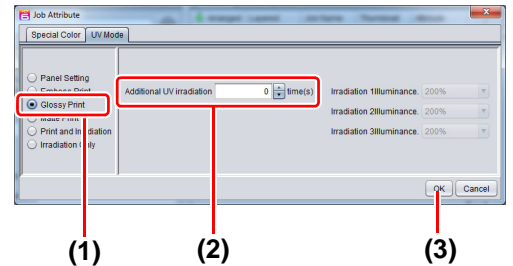 Job Attribute
Special Color UV Mode
Panel Setting
Emboss Print
Glossy Print
Matte Print
Print and Irradiation
Irradiation Only
Additional UV irradiation 0 time(s)
Irradiation 1Illuminance. 200%
Irradiation 2Illuminance. 200%
Irradiation 3Illuminance. 200%
OK Cancel
(1) (2) (3)